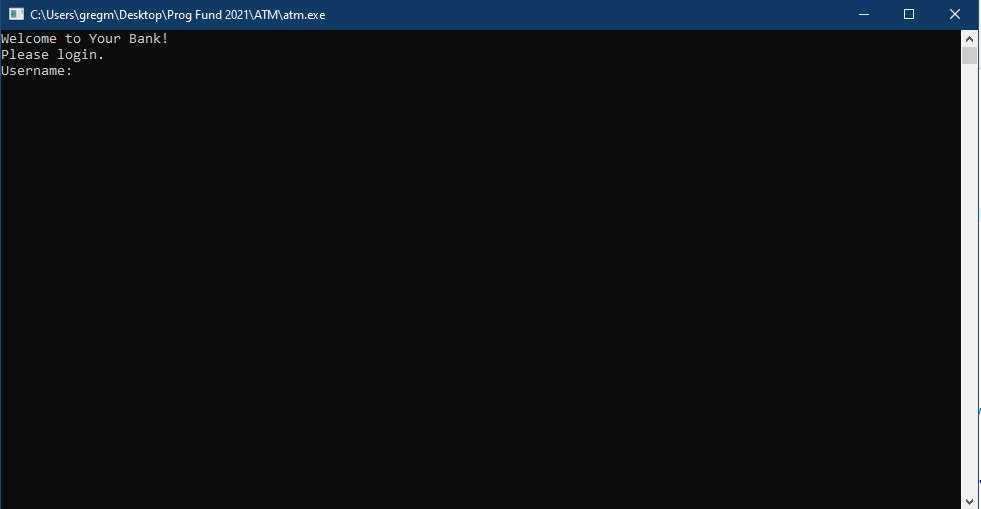 C:\Users\gregm\Desktop\Prog Fund 2021\ATM\atm.exe
Welcome to Your Bank!
Please login.
Username: